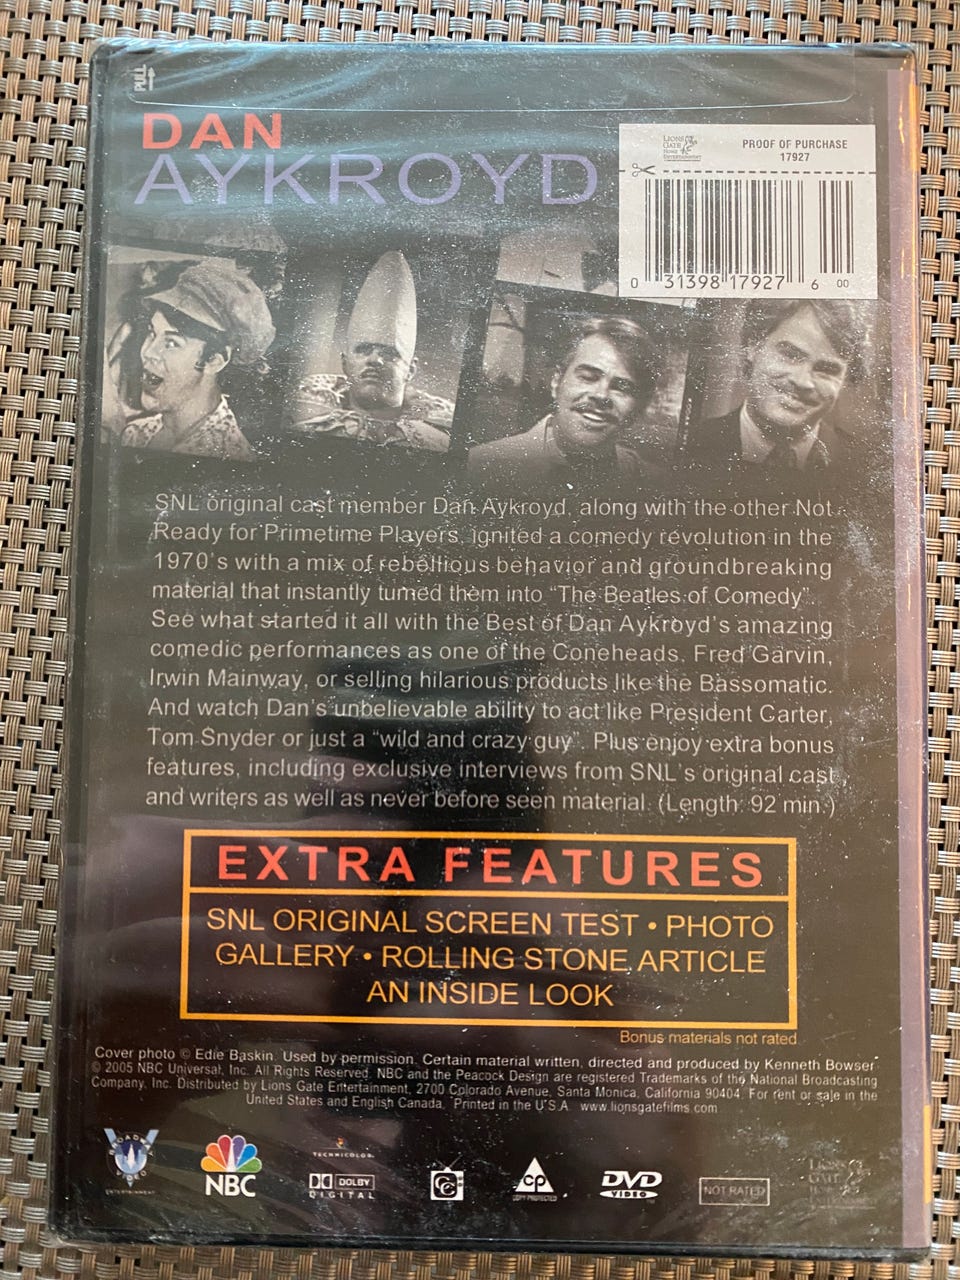 PULL
DAN
AYKROYD
LIONS
GATE
HOME
ENTERTAINMENT
PROOF OF PURCHASE
17927
0 31398 17927 6 00
SNL original cast member Dan Aykroyd, along with the other Not
Ready for Primetime Players, ignited a comedy revolution in the
1970's with a mix of rebellious behavior and groundbreaking
material that instantly turned them into "The Beatles of Comedy".
See what started it all with the Best of Dan Aykroyd's amazing
comedic performances as one of the Coneheads, Fred Garvin,
Irwin Mainway, or selling hilarious products like the Bassomatic.
And watch Dan's unbelievable ability to act like President Carter,
Tom Snyder or just a "wild and crazy guy". Plus enjoy extra bonus
features, including exclusive interviews from SNL's original cast
and writers as well as never before seen material. (Length: 92 min.)
EXTRA FEATURES
SNL ORIGINAL SCREEN TEST • PHOTO
GALLERY • ROLLING STONE ARTICLE
AN INSIDE LOOK
Bonus materials not rated
Cover photo © Edie Baskin. Used by permission. Certain material written, directed and produced by Kenneth Bowser
© 2005 NBC Universal, Inc. All Rights Reserved. NBC and the Peacock Design are registered Trademarks of the National Broadcasting
Company, Inc. Distributed by Lions Gate Entertainment, 2700 Colorado Avenue, Santa Monica, California 90404. For rent or sale in the
United States and English Canada. Printed in the U.S.A. www.lionsgatefilms.com
BROADWAY VIDEO
ENTERTAINMENT
NBC
TECHNICOLOR
DOLBY
DIGITAL
CC
CP
COPY PROTECTED
DVD
VIDEO
NOT RATED
LIONS
GATE
HOME